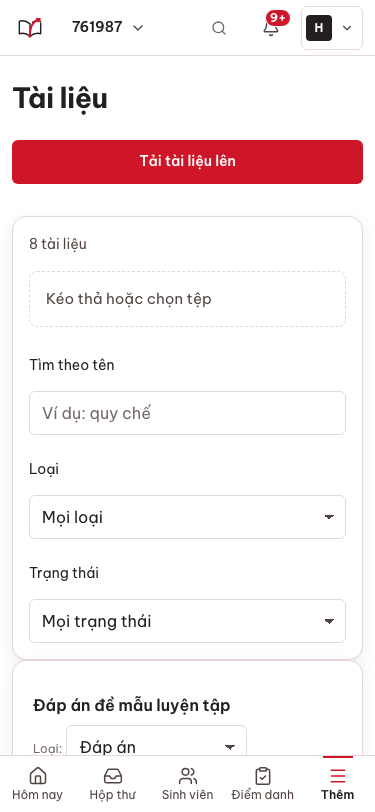 761987
9+
H
Tài liệu
Tải tài liệu lên
8 tài liệu
Kéo thả hoặc chọn tệp
Tìm theo tên
Ví dụ: quy chế
Loại
Mọi loại
Trạng thái
Mọi trạng thái
Đáp án đề mẫu luyện tập
Loại: Đáp án
Hôm nay
Hộp thư
Sinh viên
Điểm danh
Thêm